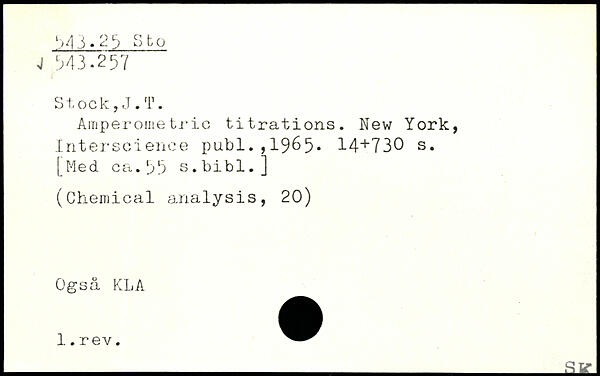 543.25 Sto
√ 543.257
Stock,J.T.
Amperometric titrations. New York,
Interscience publ.,1965. 14+730 s.
[Med ca.55 s.bibl.]
(Chemical analysis, 20)
Også KLA
1.rev.
SK